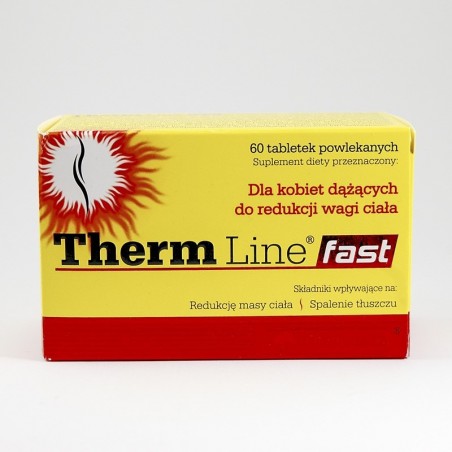 60 tabletek powlekanych
Suplement diety przeznaczony:
Dla kobiet dążących
do redukcji wagi ciała
Therm Line® fast
Składniki wpływające na:
Redukcję masy ciała Spalenie tłuszczu